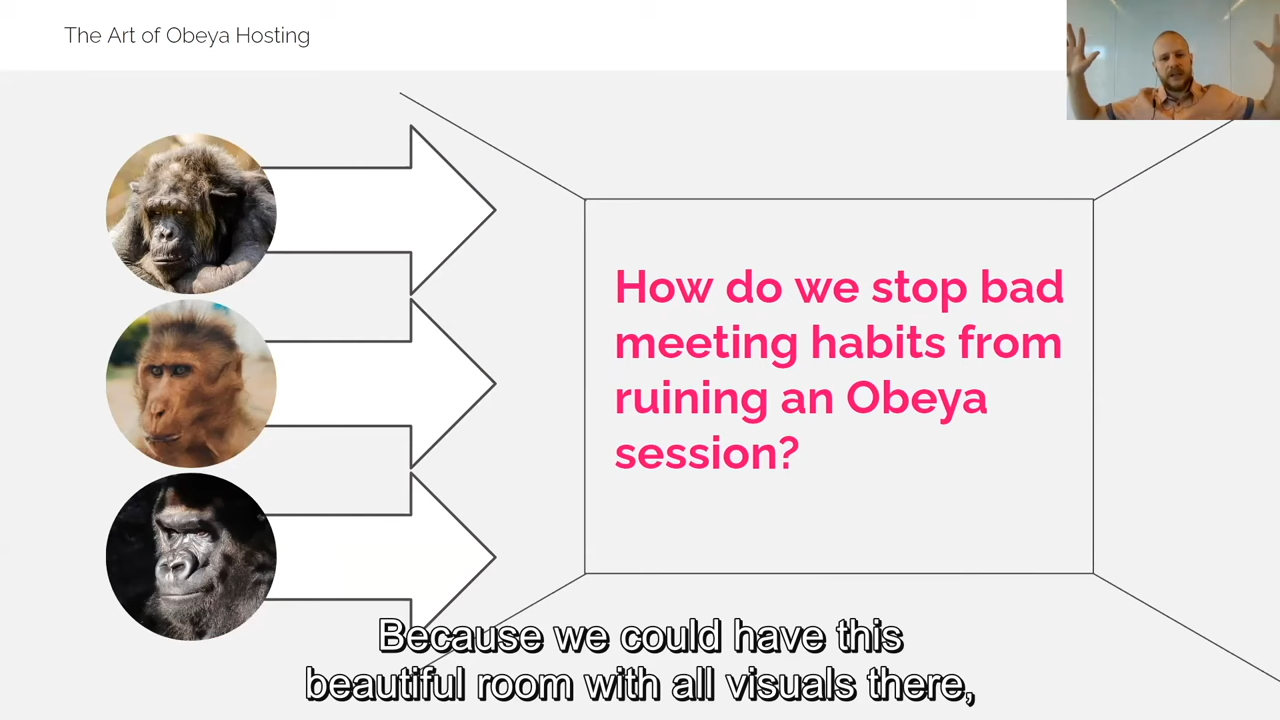 The Art of Obeya Hosting
How do we stop bad
meeting habits from
ruining an Obeya
session?
Because we could have this
beautiful room with all visuals there,